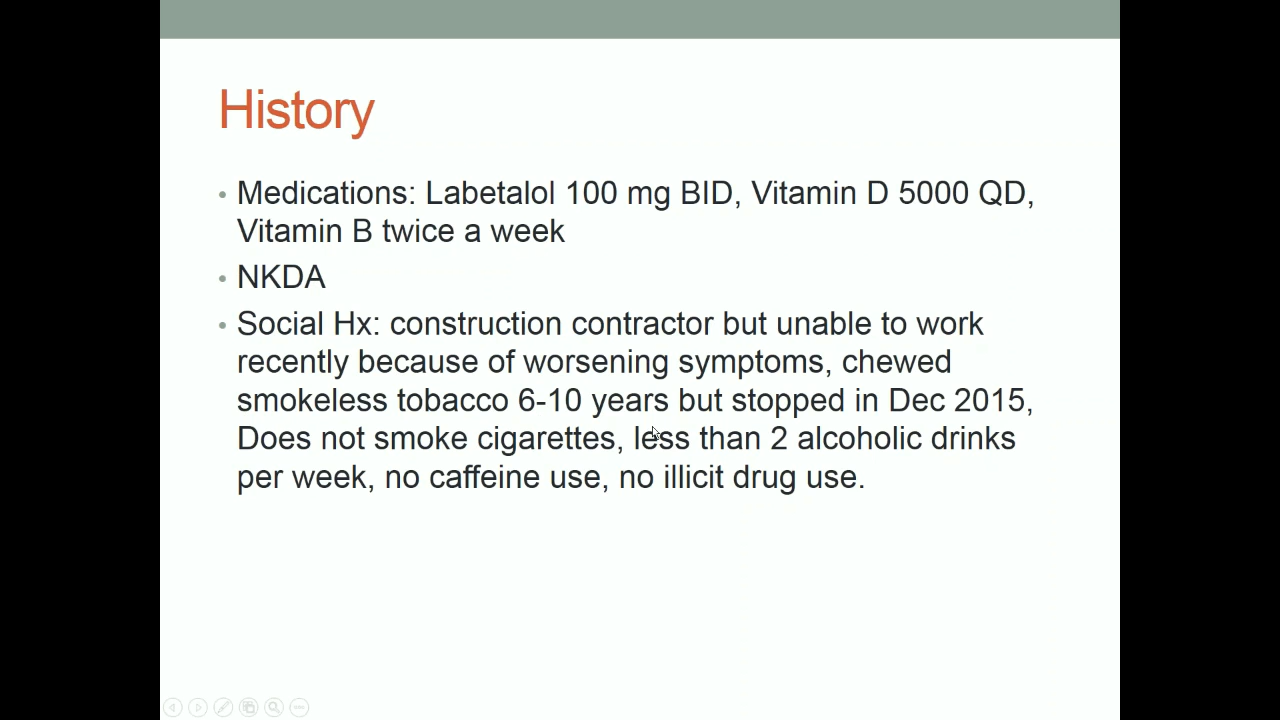 History
• Medications: Labetalol 100 mg BID, Vitamin D 5000 QD,
Vitamin B twice a week
• NKDA
• Social Hx: construction contractor but unable to work
recently because of worsening symptoms, chewed
smokeless tobacco 6-10 years but stopped in Dec 2015,
Does not smoke cigarettes, less than 2 alcoholic drinks
per week, no caffeine use, no illicit drug use.